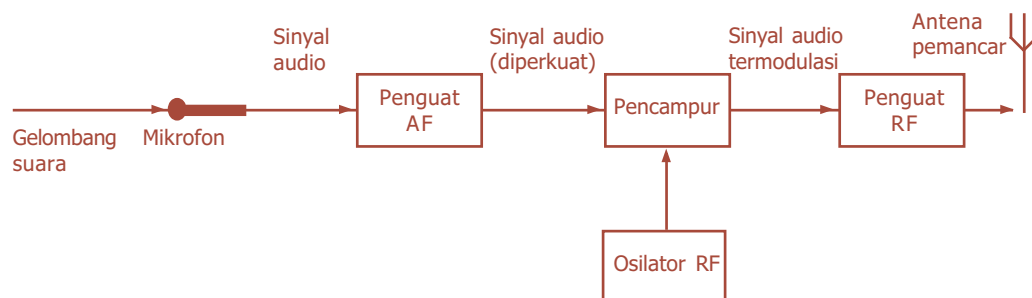 Sinyal
audio
Sinyal audio
(diperkuat)
Sinyal audio
termodulasi
Antena
pemancar
Gelombang
suara
Mikrofon
Penguat
AF
Pencampur
Penguat
RF
Osilator RF